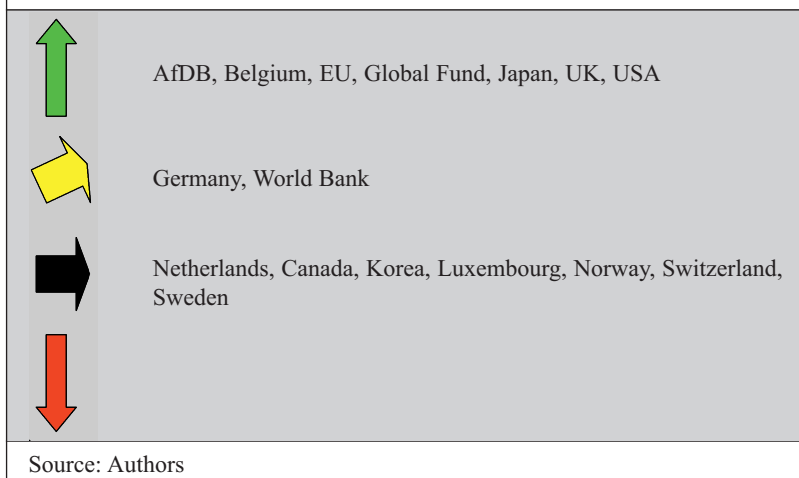 AfDB, Belgium, EU, Global Fund, Japan, UK, USA
Germany, World Bank
Netherlands, Canada, Korea, Luxembourg, Norway, Switzerland,
Sweden
Source: Authors